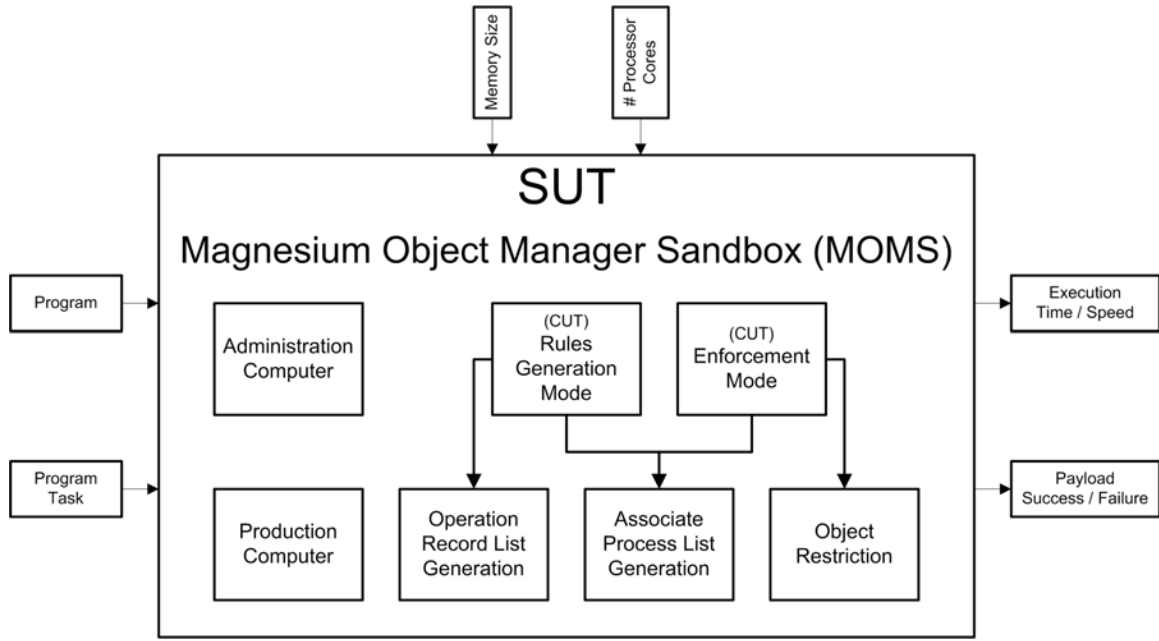 Memory Size
# Processor
Cores
SUT
Magnesium Object Manager Sandbox (MOMS)
Program
Program
Task
Administration
Computer
(CUT)
Rules
Generation
Mode
(CUT)
Enforcement
Mode
Production
Computer
Operation
Record List
Generation
Associate
Process List
Generation
Object
Restriction
Execution
Time / Speed
Payload
Success / Failure